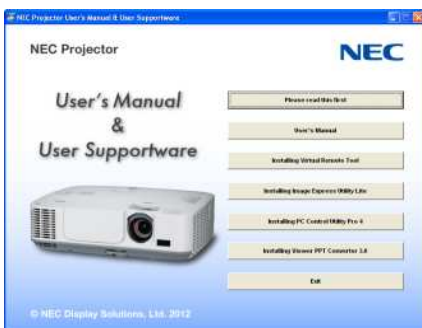 NEC Projector User's Manual & User Supportware
NEC Projector
NEC
User's Manual
&
User Supportware
Please read this first
User's Manual
Installing Virtual Remote Tool
Installing Image Express Utility Lite
Installing PC Control Utility Pro 4
Installing Viewer PPT Converter 3.0
Exit
© NEC Display Solutions, Ltd. 2012